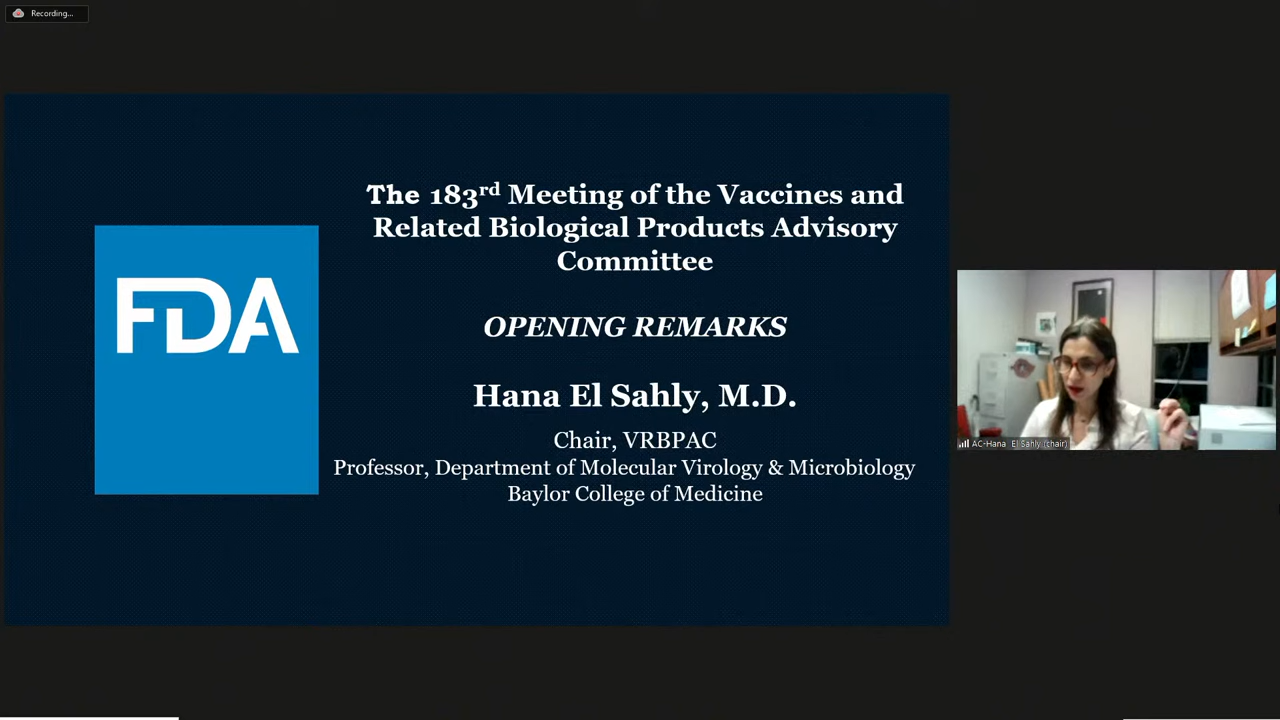 Recording...
The 183rd Meeting of the Vaccines and
Related Biological Products Advisory
Committee
OPENING REMARKS
FDA
Hana El Sahly, M.D.
Chair, VRBPAC
Professor, Department of Molecular Virology & Microbiology
Baylor College of Medicine
AC-Hana El Sahly (chair)